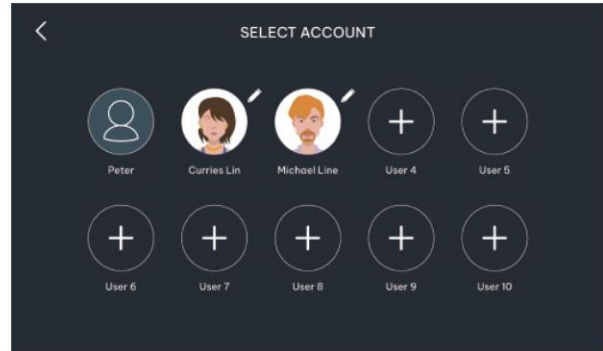 SELECT ACCOUNT
Peter Curries Lin Michael Line User 4 User 5
User 6 User 7 User 8 User 9 User 10